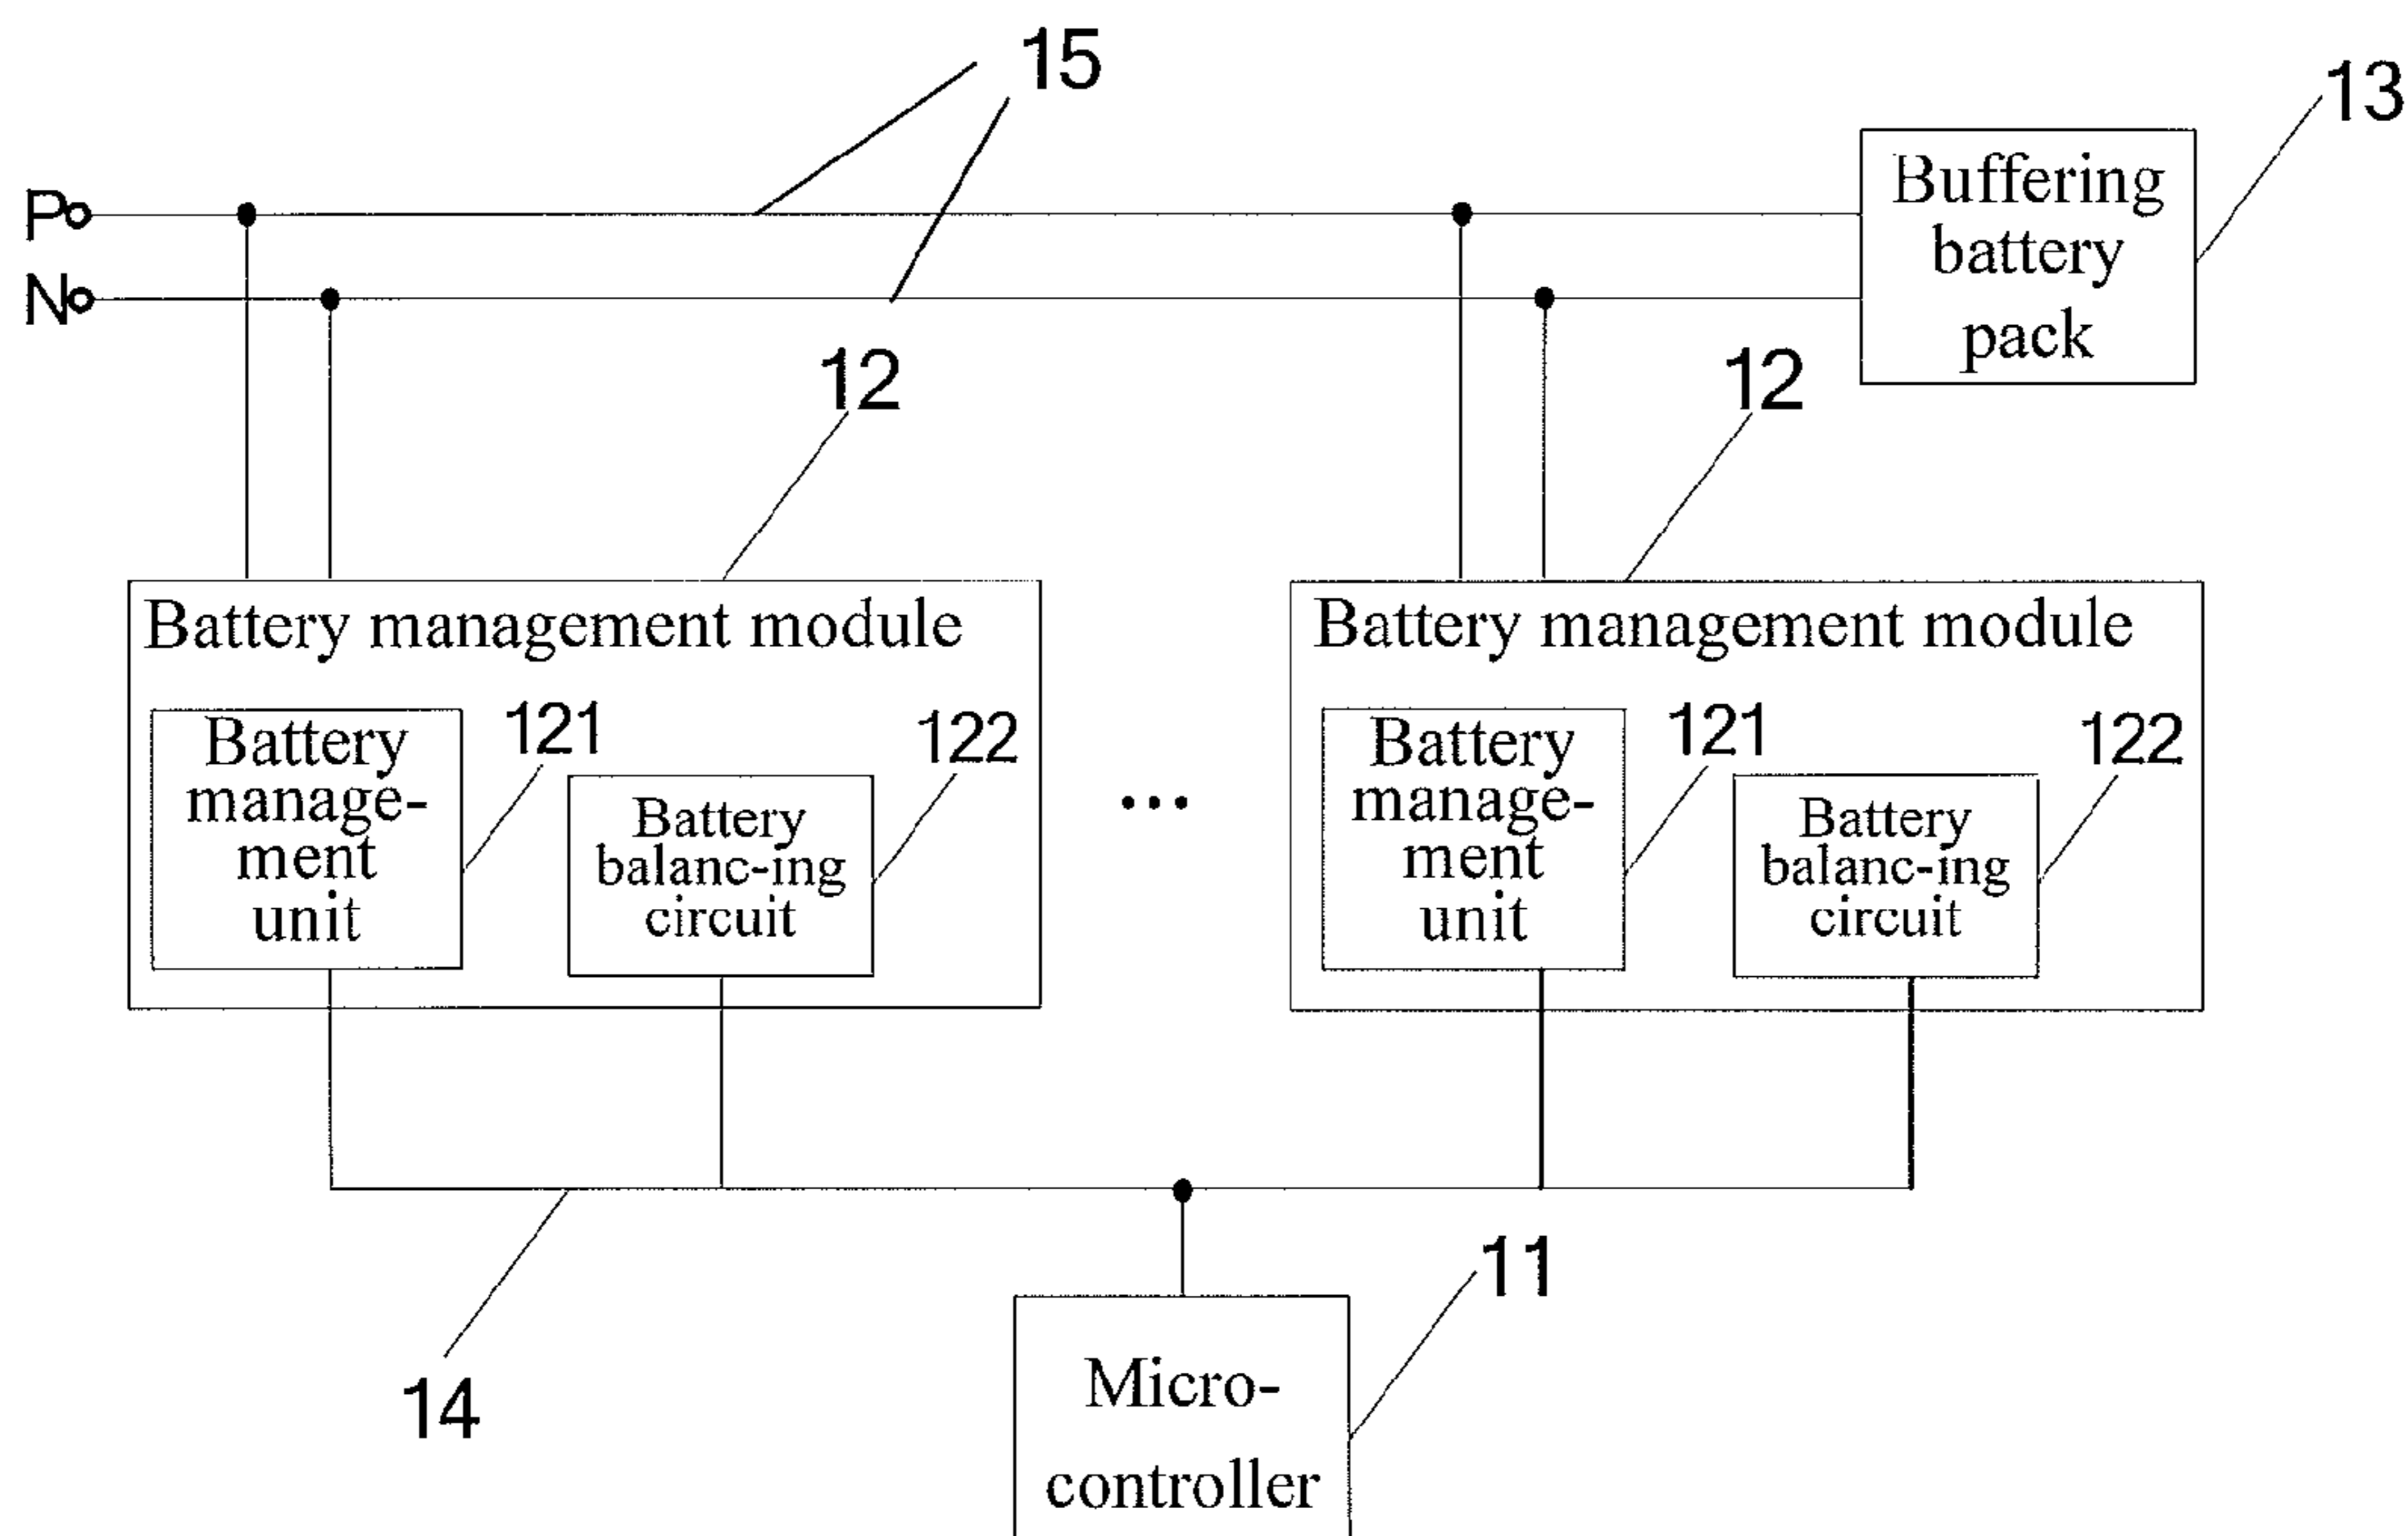 15
13
P
N
Buffering
battery
pack
12
12
Battery management module
Battery
manage-
ment
unit
121
Battery
balanc-ing
circuit
122
...
Battery management module
Battery
manage-
ment
unit
121
Battery
balanc-ing
circuit
122
14
11
Micro-
controller